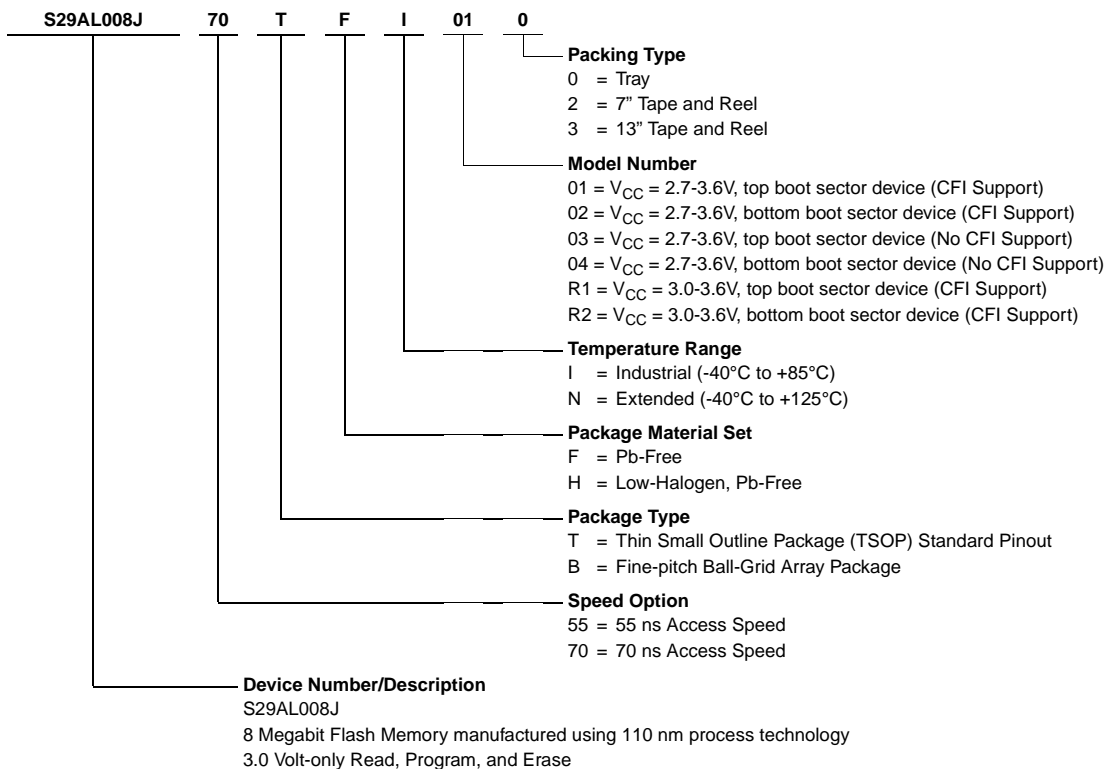 S29AL008J 70 T F I 01 0
Packing Type
0 = Tray
2 = 7” Tape and Reel
3 = 13” Tape and Reel
Model Number
01 = VCC = 2.7-3.6V, top boot sector device (CFI Support)
02 = VCC = 2.7-3.6V, bottom boot sector device (CFI Support)
03 = VCC = 2.7-3.6V, top boot sector device (No CFI Support)
04 = VCC = 2.7-3.6V, bottom boot sector device (No CFI Support)
R1 = VCC = 3.0-3.6V, top boot sector device (CFI Support)
R2 = VCC = 3.0-3.6V, bottom boot sector device (CFI Support)
Temperature Range
I = Industrial (-40°C to +85°C)
N = Extended (-40°C to +125°C)
Package Material Set
F = Pb-Free
H = Low-Halogen, Pb-Free
Package Type
T = Thin Small Outline Package (TSOP) Standard Pinout
B = Fine-pitch Ball-Grid Array Package
Speed Option
55 = 55 ns Access Speed
70 = 70 ns Access Speed
Device Number/Description
S29AL008J
8 Megabit Flash Memory manufactured using 110 nm process technology
3.0 Volt-only Read, Program, and Erase